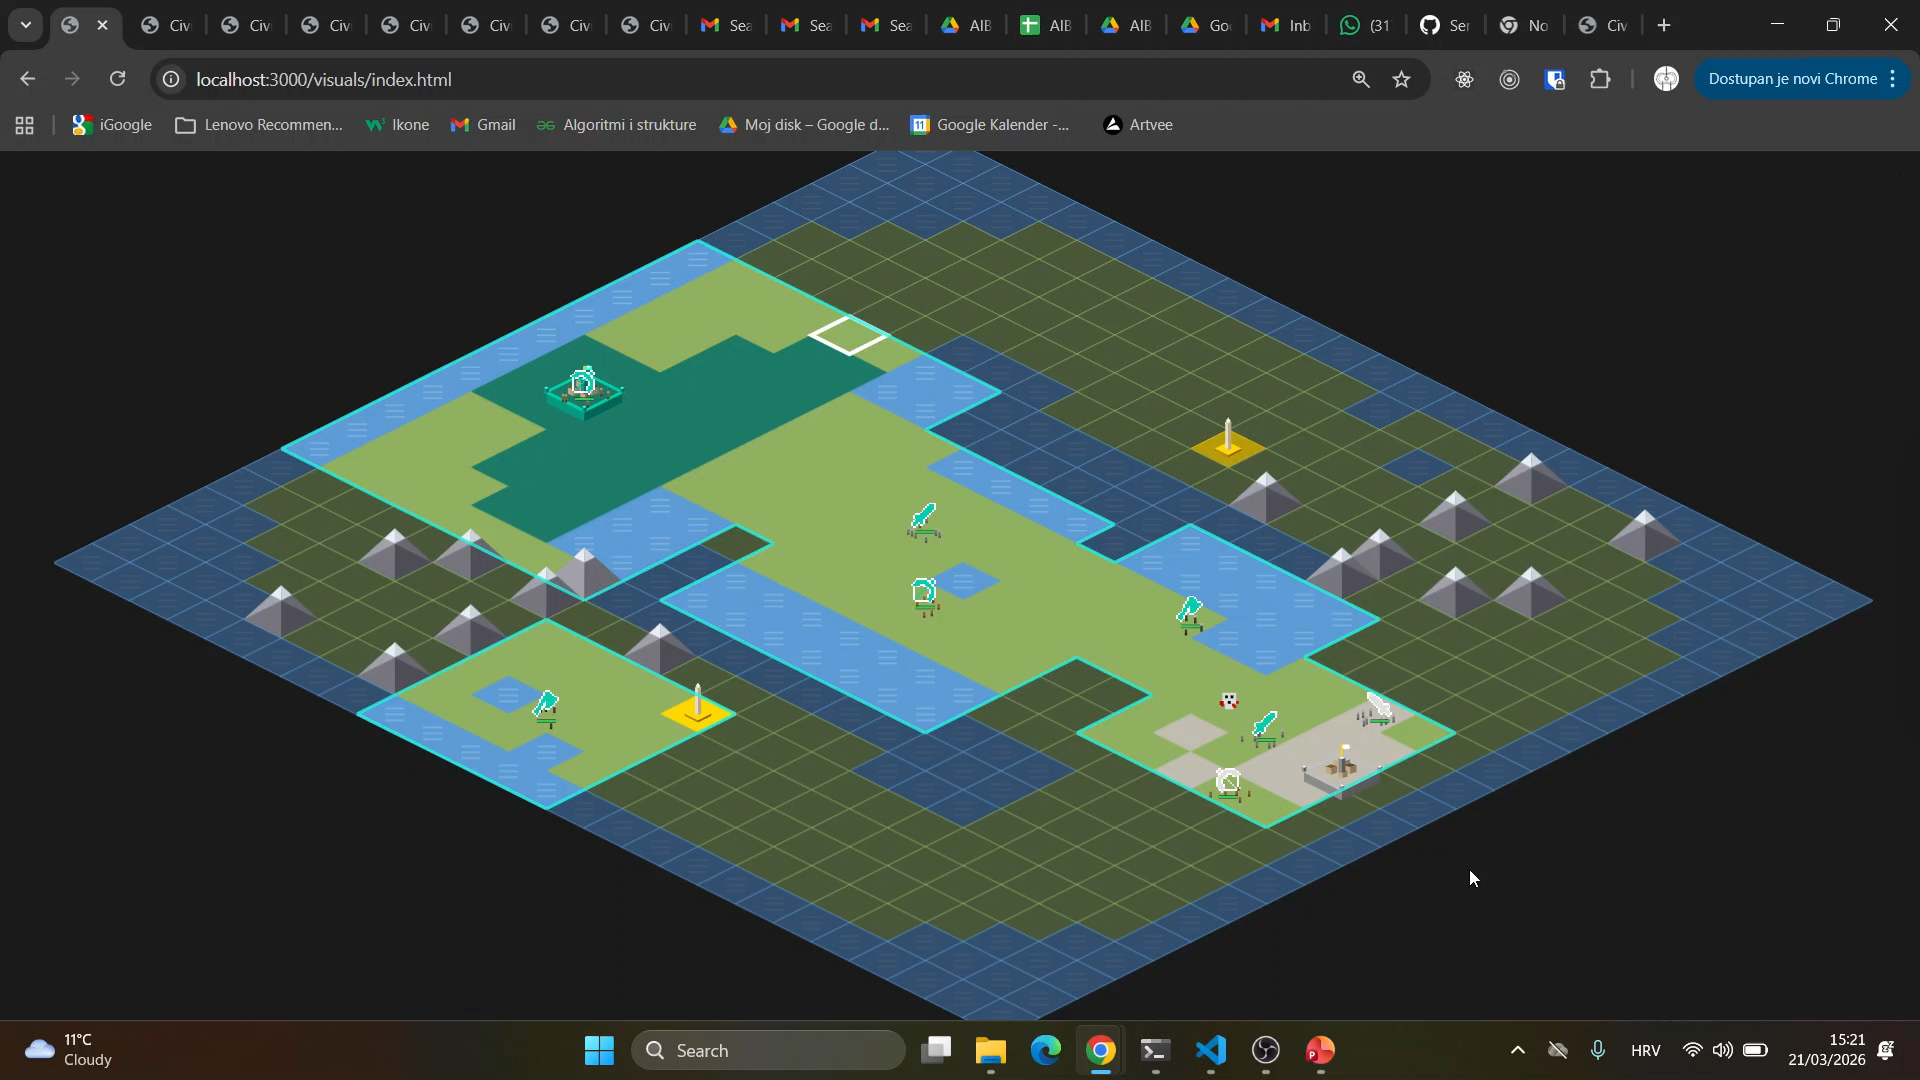 Civ
Civ
Civ
Civ
Civ
Civ
Civ
Sea
Sea
Sea
AIB
AIB
AIB
Go
Inb
(31
Ser
No
Civ
localhost:3000/visuals/index.html
Dostupan je novi Chrome
iGoogle
Lenovo Recommen...
Ikone
Gmail
Algoritmi i strukture
Moj disk – Google d...
11
Google Kalender -...
Artvee
11°C
Cloudy
Search
HRV
15:21
21/03/2026